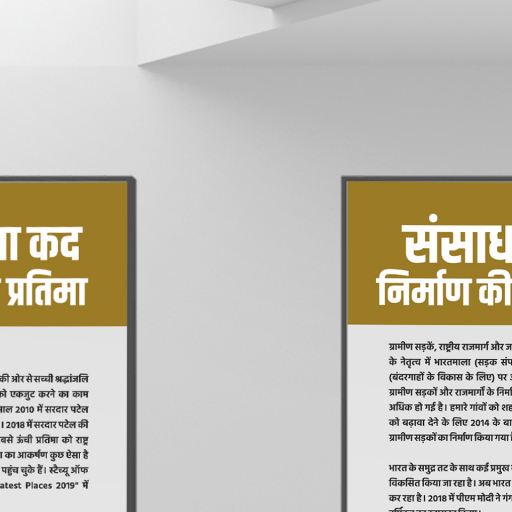 ा कद
प्रतिमा
की ओर से सच्ची श्रद्धांजलि
को एकजुट करने का काम
साल 2010 में सरदार पटेल
। 2018 में सरदार पटेल की
बसे ऊंची प्रतिमा को राष्ट्र
ा का आकर्षण कुछ ऐसा है
पहुंच चुके हैं। स्टैच्यू ऑफ
atest Places 2019" में
संसाध
निर्माण की
ग्रामीण सड़कें, राष्ट्रीय राजमार्ग और ज
के नेतृत्व में भारतमाला (सड़क संप
(बंदरगाहों के विकास के लिए) पर
ग्रामीण सड़कों और राजमार्गों के निर्मा
अधिक हो गई है। हमारे गांवों को शह
को बढ़ावा देने के लिए 2014 के बा
ग्रामीण सड़कों का निर्माण किया गया
भारत के समुद्र तट के साथ कई प्रमुख
विकसित किया जा रहा है। अब भारत
कर रहा है। 2018 में पीएम मोदी ने गंग